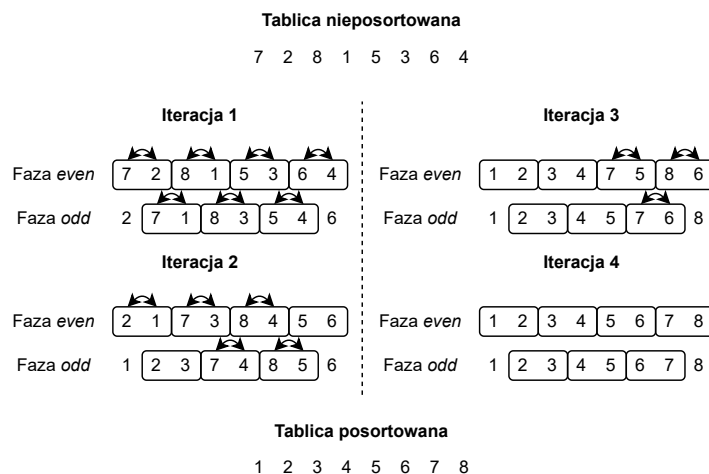 Tablica nieposortowana
7 2 8 1 5 3 6 4
Iteracja 1
Faza even 7 2 8 1 5 3 6 4
Faza odd 2 7 1 8 3 5 4 6
Iteracja 2
Faza even 2 1 7 3 8 4 5 6
Faza odd 1 2 3 7 4 8 5 6
Iteracja 3
Faza even 1 2 3 4 7 5 8 6
Faza odd 1 2 3 4 5 7 6 8
Iteracja 4
Faza even 1 2 3 4 5 6 7 8
Faza odd 1 2 3 4 5 6 7 8
Tablica posortowana
1 2 3 4 5 6 7 8